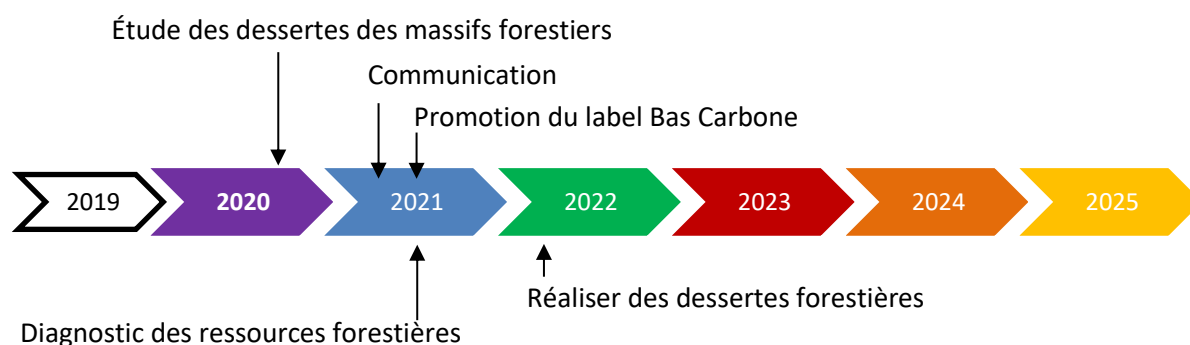 Étude des dessertes des massifs forestiers
Communication
Promotion du label Bas Carbone
2019 2020 2021 2022 2023 2024 2025
Réaliser des dessertes forestières
Diagnostic des ressources forestières